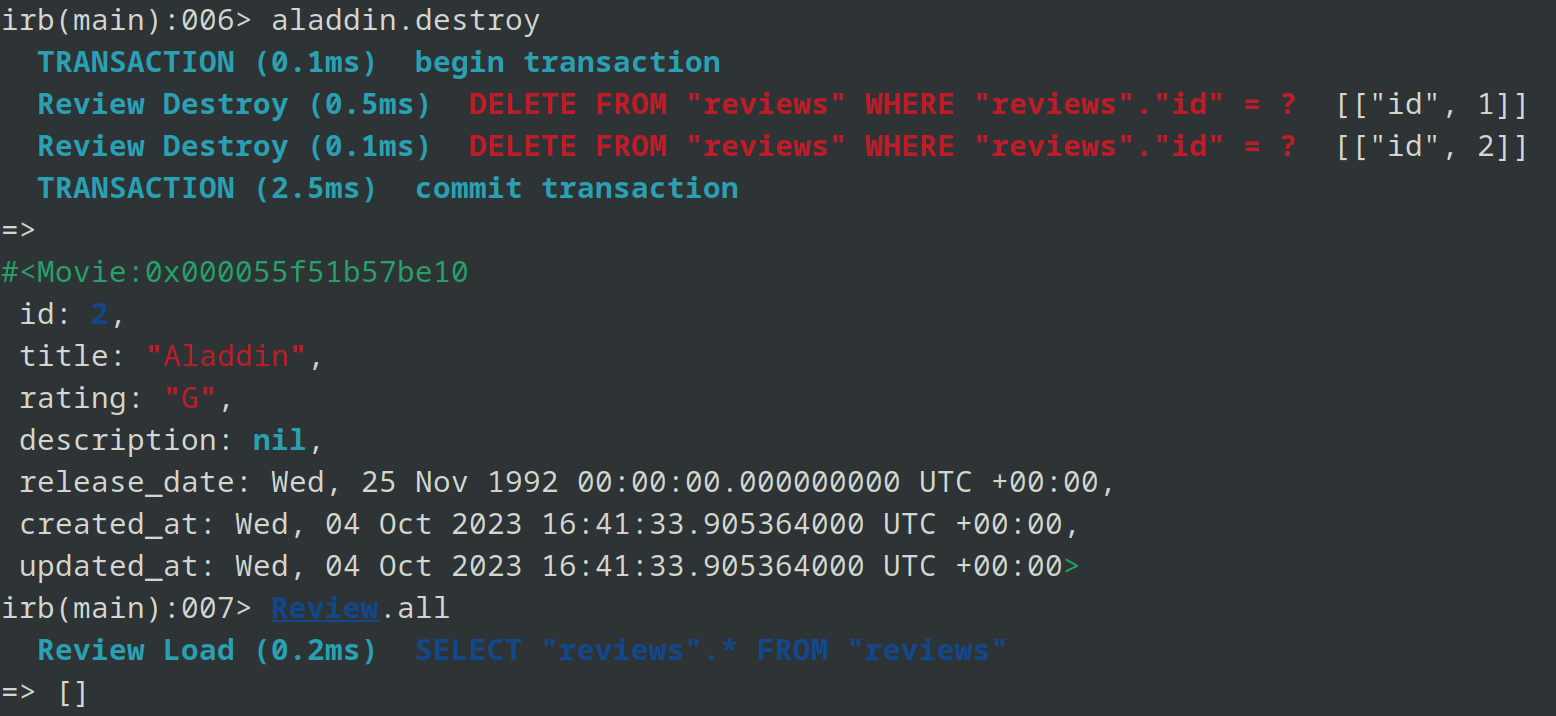 irb(main):006> aladdin.destroy
  TRANSACTION (0.1ms)  begin transaction
  Review Destroy (0.5ms)  DELETE FROM "reviews" WHERE "reviews"."id" = ?  [["id", 1]]
  Review Destroy (0.1ms)  DELETE FROM "reviews" WHERE "reviews"."id" = ?  [["id", 2]]
  TRANSACTION (2.5ms)  commit transaction
=>
#<Movie:0x000055f51b57be10
 id: 2,
 title: "Aladdin",
 rating: "G",
 description: nil,
 release_date: Wed, 25 Nov 1992 00:00:00.000000000 UTC +00:00,
 created_at: Wed, 04 Oct 2023 16:41:33.905364000 UTC +00:00,
 updated_at: Wed, 04 Oct 2023 16:41:33.905364000 UTC +00:00>
irb(main):007> Review.all
  Review Load (0.2ms)  SELECT "reviews".* FROM "reviews"
=> []